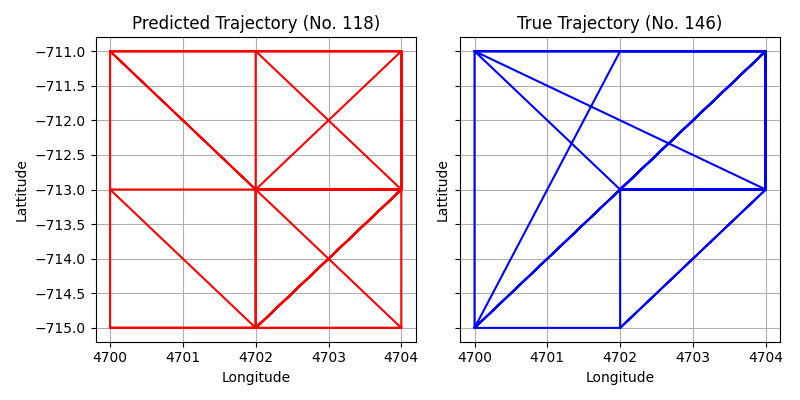 Predicted Trajectory (No. 118)
True Trajectory (No. 146)
−711.0
−711.5
−712.0
−712.5
−713.0
−713.5
−714.0
−714.5
−715.0
Lattitude
Lattitude
4700 4701 4702 4703 4704
4700 4701 4702 4703 4704
Longitude
Longitude